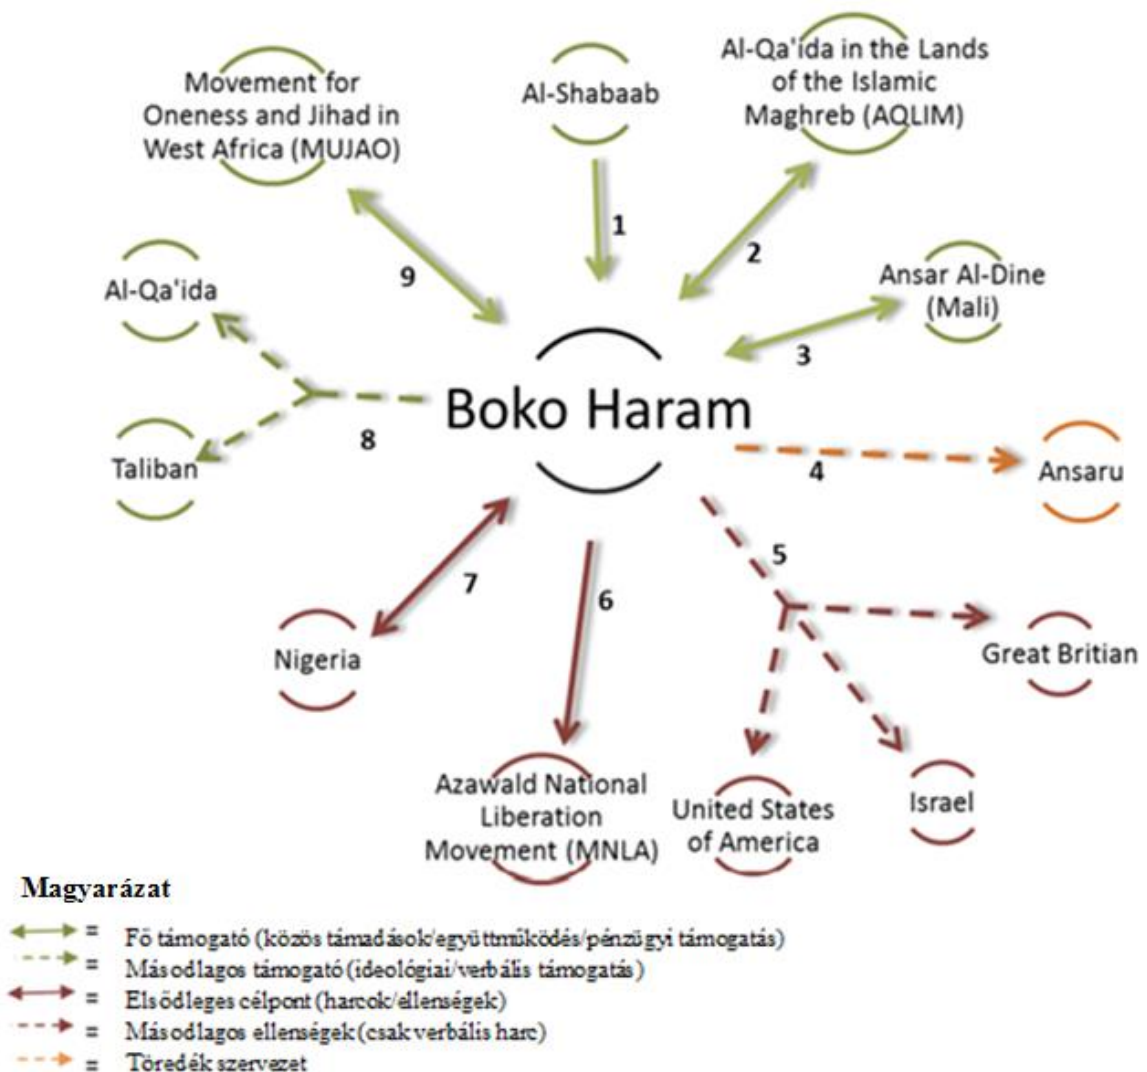 Movement for
Oneness and Jihad in
West Africa (MUJAO)
Al-Shabaab
Al-Qa'ida in the Lands
of the Islamic
Maghreb (AQLIM)
1
2
9
Al-Qa'ida
Ansar Al-Dine
(Mali)
3
Boko Haram
8
Taliban
4
Ansaru
5
7
6
Nigeria
Great Britian
Azawald National
Liberation
Movement (MNLA)
United States
of America
Israel
Magyarázat
= Fő támogató (közös támadások/együttműködés/pénzügyi támogatás)
= Másodlagos támogató (ideológiai/verbális támogatás)
= Elsődleges célpont (harcok/ellenségek)
= Másodlagos ellenségek (csak verbális harc)
= Töredék szervezet